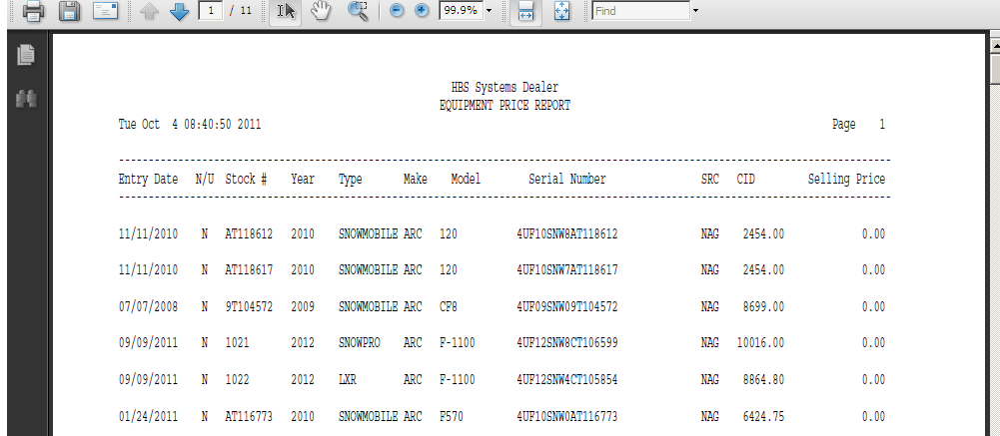 1 / 11 99.9% Find
HBS Systems Dealer
EQUIPMENT PRICE REPORT
Tue Oct 4 08:40:50 2011 Page 1
Entry Date N/U Stock # Year Type Make Model Serial Number SRC CID Selling Price
11/11/2010 N AT118612 2010 SNOWMOBILE ARC 120 4UF10SNW8AT118612 NAG 2454.00 0.00
11/11/2010 N AT118617 2010 SNOWMOBILE ARC 120 4UF10SNW7AT118617 NAG 2454.00 0.00
07/07/2008 N 9T104572 2009 SNOWMOBILE ARC CF8 4UF09SNW09T104572 NAG 8699.00 0.00
09/09/2011 N 1021 2012 SNOWPRO ARC F-1100 4UF12SNW8CT106599 NAG 10016.00 0.00
09/09/2011 N 1022 2012 LXR ARC F-1100 4UF12SNW4CT105854 NAG 8864.80 0.00
01/24/2011 N AT116773 2010 SNOWMOBILE ARC F570 4UF10SNW0AT116773 NAG 6424.75 0.00